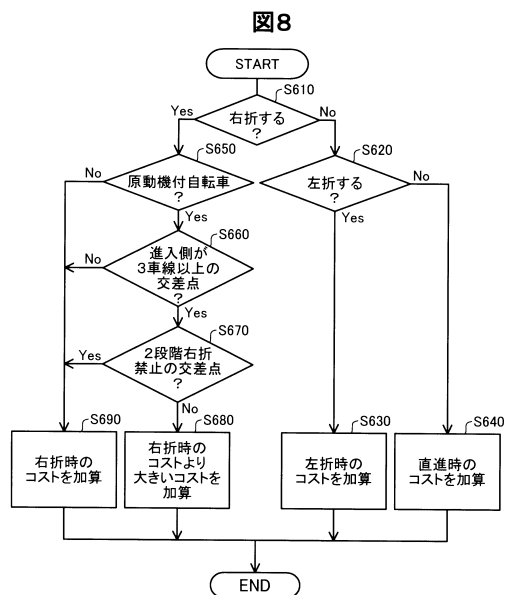 図8
START
S610
右折する
?
Yes
No
S650
原動機付自転車
?
No
Yes
S620
左折する
?
No
Yes
S660
進入側が
3車線以上の
交差点
?
No
Yes
S670
2段階右折
禁止の交差点
?
Yes
No
S690
右折時の
コストを加算
S680
右折時の
コストより
大きいコストを
加算
S630
左折時の
コストを加算
S640
直進時の
コストを加算
END